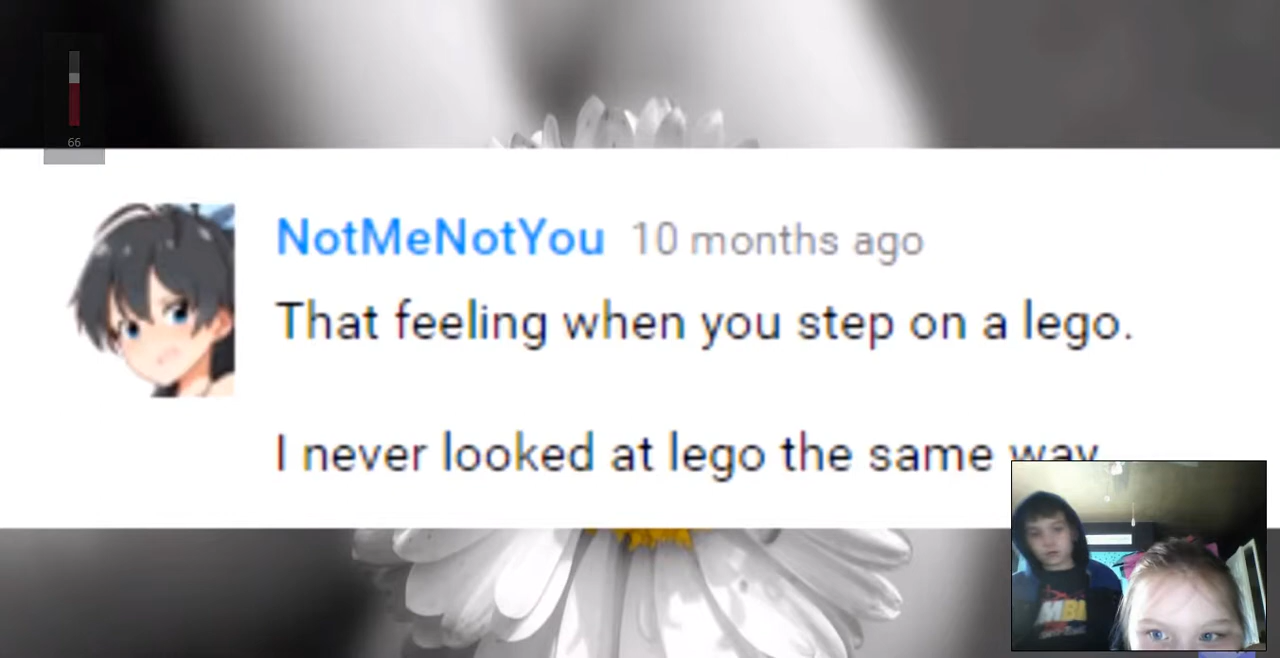 66
NotMeNotYou 10 months ago
That feeling when you step on a lego.
I never looked at lego the same way